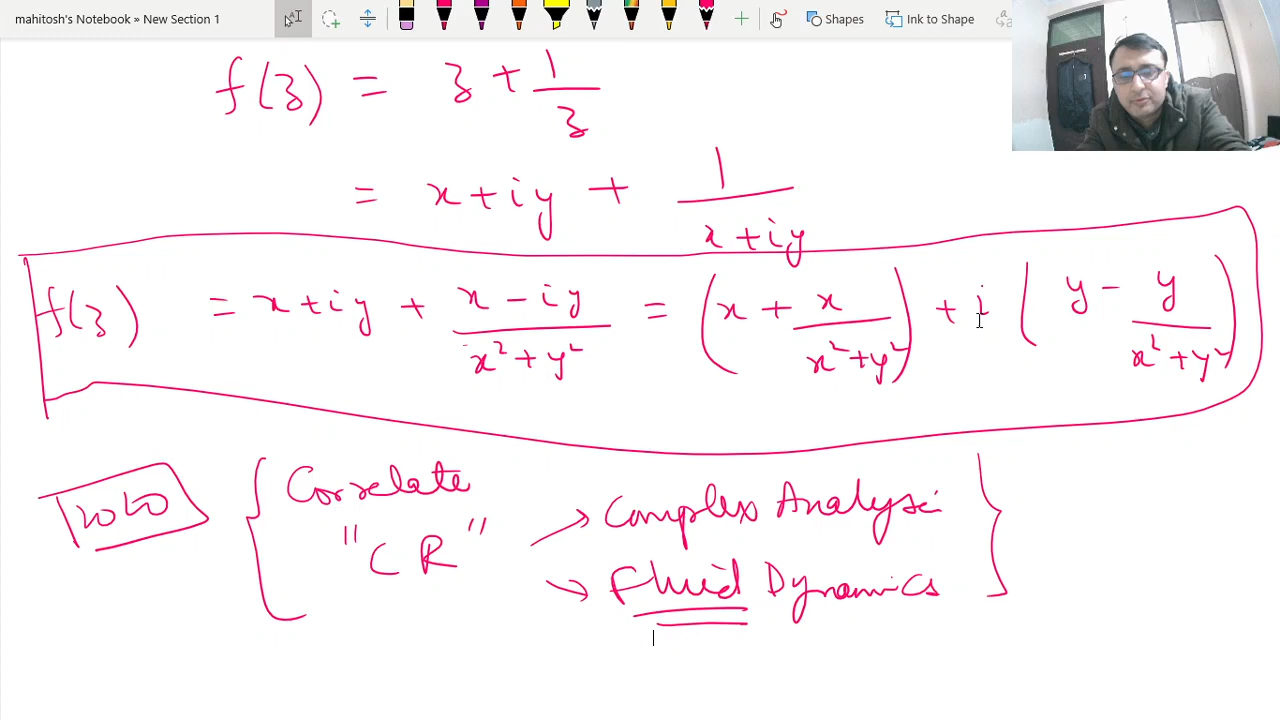 mahitosh's Notebook » New Section 1
Shapes
Ink to Shape
f(z) = z + 1/z
= x + iy + 1/(x + iy)
f(z) = x + iy + (x - iy)/(x² + y²) = (x + x/(x² + y²)) + i (y - y/(x² + y²))
2020 { Correlate → Complex Analysis }
"CR" → Fluid Dynamics